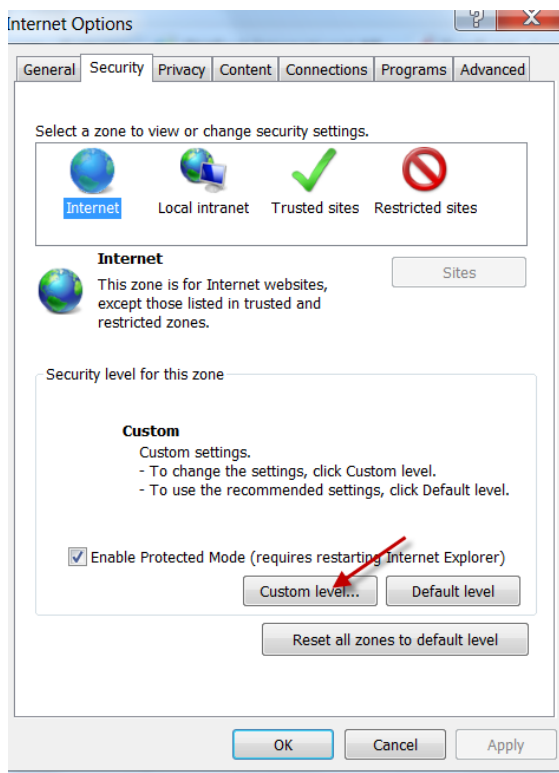 Internet Options
General Security Privacy Content Connections Programs Advanced
Select a zone to view or change security settings.
Internet Local intranet Trusted sites Restricted sites
Internet
Sites
This zone is for Internet websites,
except those listed in trusted and
restricted zones.
Security level for this zone
Custom
Custom settings.
- To change the settings, click Custom level.
- To use the recommended settings, click Default level.
Enable Protected Mode (requires restarting Internet Explorer)
Custom level... Default level
Reset all zones to default level
OK Cancel Apply